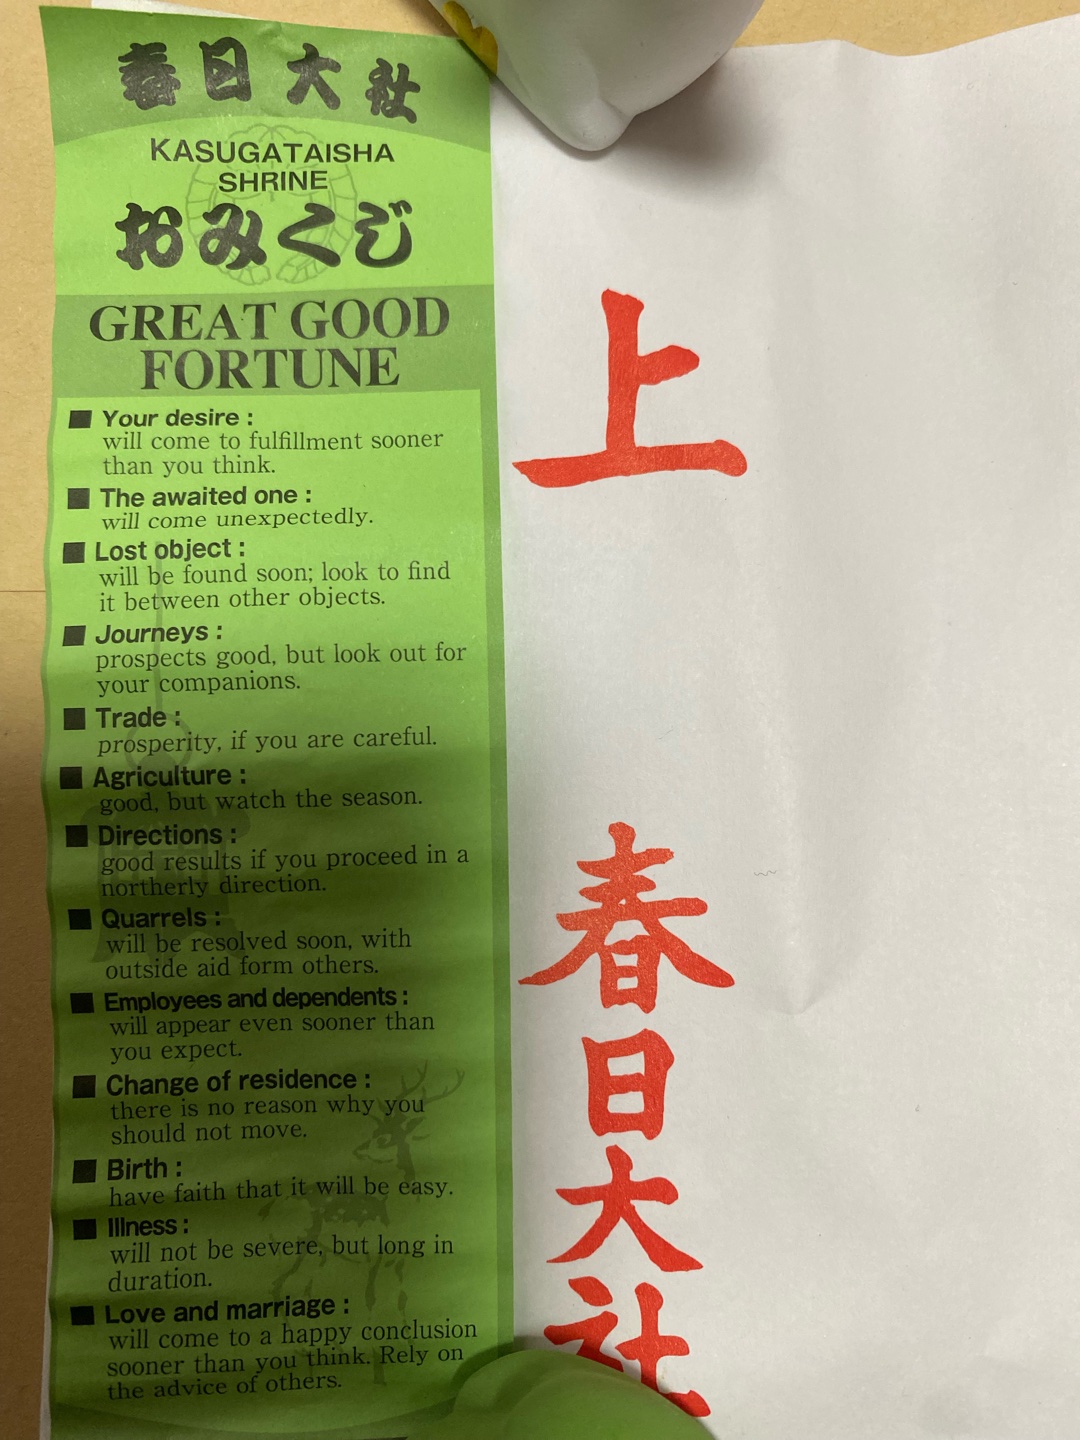 春日大社
KASUGATAISHA
SHRINE
おみくじ
GREAT GOOD
FORTUNE
■ Your desire :
will come to fulfillment sooner
than you think.
■ The awaited one :
will come unexpectedly.
■ Lost object :
will be found soon; look to find
it between other objects.
■ Journeys :
prospects good, but look out for
your companions.
■ Trade :
prosperity, if you are careful.
■ Agriculture :
good, but watch the season.
■ Directions :
good results if you proceed in a
northerly direction.
■ Quarrels :
will be resolved soon, with
outside aid form others.
■ Employees and dependents :
will appear even sooner than
you expect.
■ Change of residence :
there is no reason why you
should not move.
■ Birth :
have faith that it will be easy.
■ Illness :
will not be severe, but long in
duration.
■ Love and marriage :
will come to a happy conclusion
sooner than you think. Rely on
the advice of others.
上
春日大社